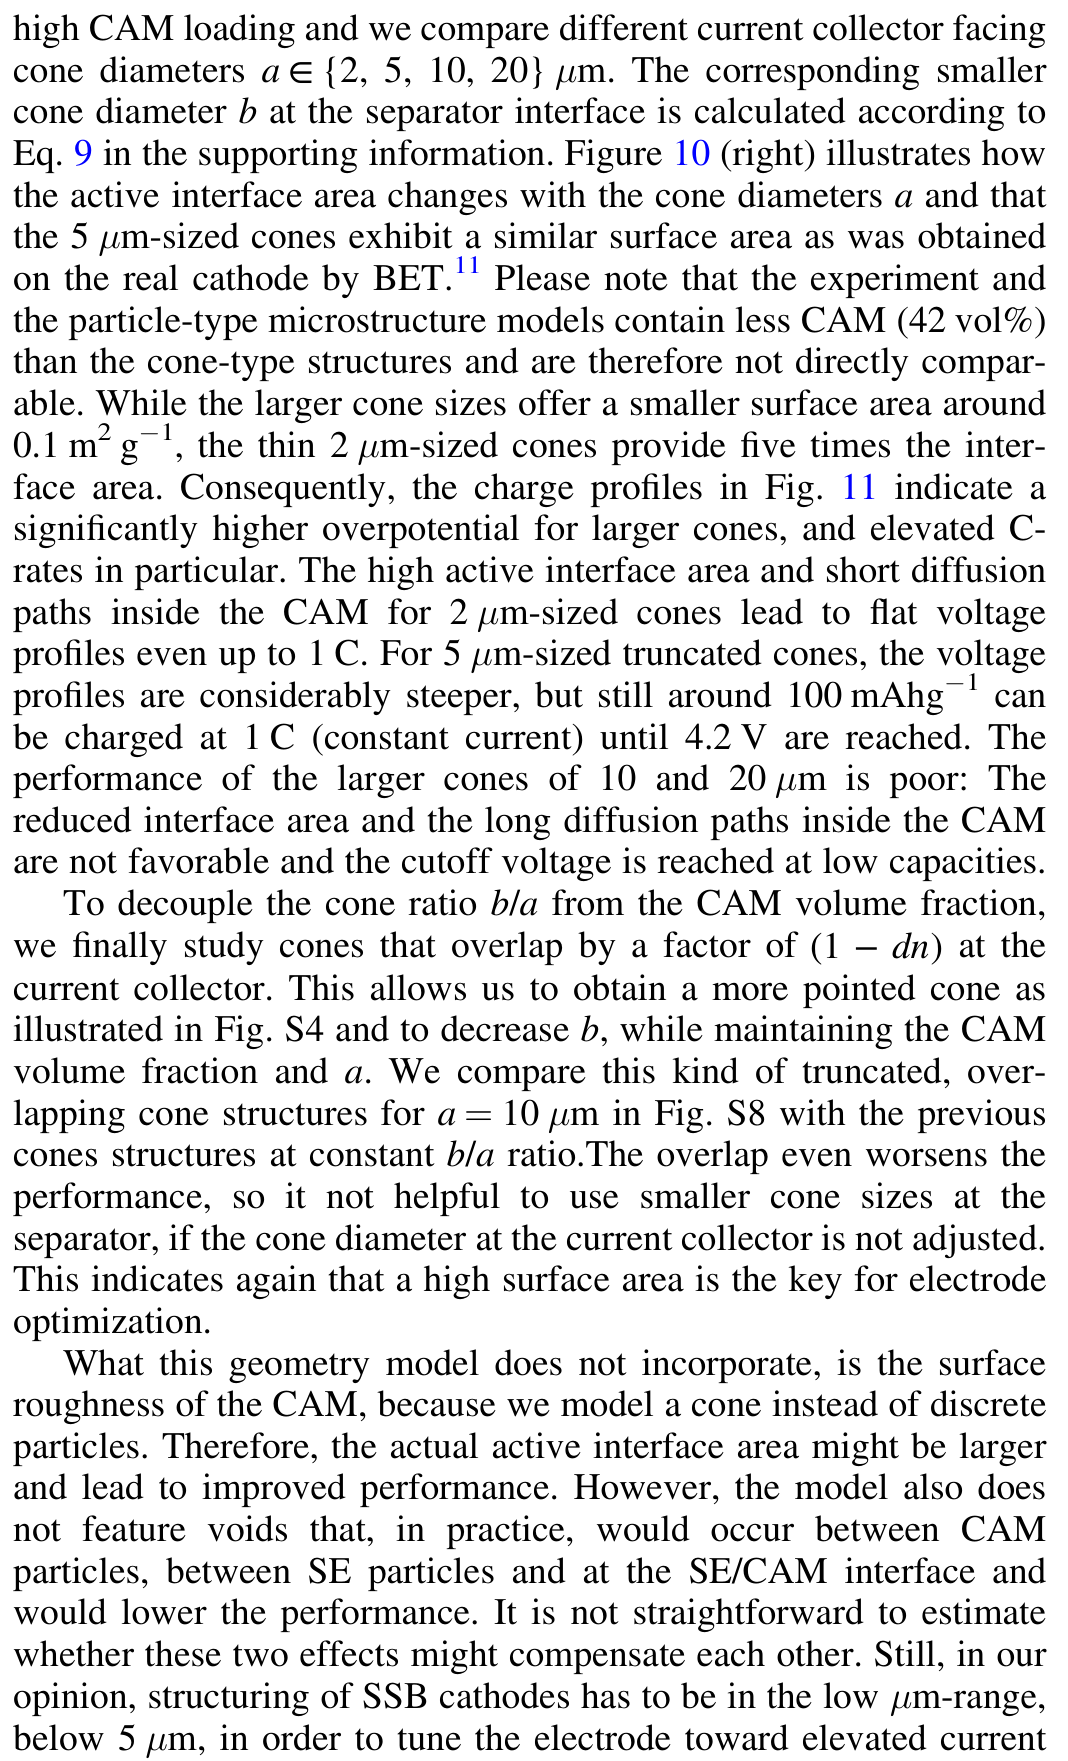 high CAM loading and we compare different current collector facing
cone diameters a ∈ {2, 5, 10, 20} μm. The corresponding smaller
cone diameter b at the separator interface is calculated according to
Eq. 9 in the supporting information. Figure 10 (right) illustrates how
the active interface area changes with the cone diameters a and that
the 5 μm-sized cones exhibit a similar surface area as was obtained
on the real cathode by BET.¹¹ Please note that the experiment and
the particle-type microstructure models contain less CAM (42 vol%)
than the cone-type structures and are therefore not directly compar-
able. While the larger cone sizes offer a smaller surface area around
0.1 m² g⁻¹, the thin 2 μm-sized cones provide five times the inter-
face area. Consequently, the charge profiles in Fig. 11 indicate a
significantly higher overpotential for larger cones, and elevated C-
rates in particular. The high active interface area and short diffusion
paths inside the CAM for 2 μm-sized cones lead to flat voltage
profiles even up to 1 C. For 5 μm-sized truncated cones, the voltage
profiles are considerably steeper, but still around 100 mAhg⁻¹ can
be charged at 1 C (constant current) until 4.2 V are reached. The
performance of the larger cones of 10 and 20 μm is poor: The
reduced interface area and the long diffusion paths inside the CAM
are not favorable and the cutoff voltage is reached at low capacities.
To decouple the cone ratio b/a from the CAM volume fraction,
we finally study cones that overlap by a factor of (1 − dn) at the
current collector. This allows us to obtain a more pointed cone as
illustrated in Fig. S4 and to decrease b, while maintaining the CAM
volume fraction and a. We compare this kind of truncated, over-
lapping cone structures for a = 10 μm in Fig. S8 with the previous
cones structures at constant b/a ratio.The overlap even worsens the
performance, so it not helpful to use smaller cone sizes at the
separator, if the cone diameter at the current collector is not adjusted.
This indicates again that a high surface area is the key for electrode
optimization.
What this geometry model does not incorporate, is the surface
roughness of the CAM, because we model a cone instead of discrete
particles. Therefore, the actual active interface area might be larger
and lead to improved performance. However, the model also does
not feature voids that, in practice, would occur between CAM
particles, between SE particles and at the SE/CAM interface and
would lower the performance. It is not straightforward to estimate
whether these two effects might compensate each other. Still, in our
opinion, structuring of SSB cathodes has to be in the low μm-range,
below 5 μm, in order to tune the electrode toward elevated current